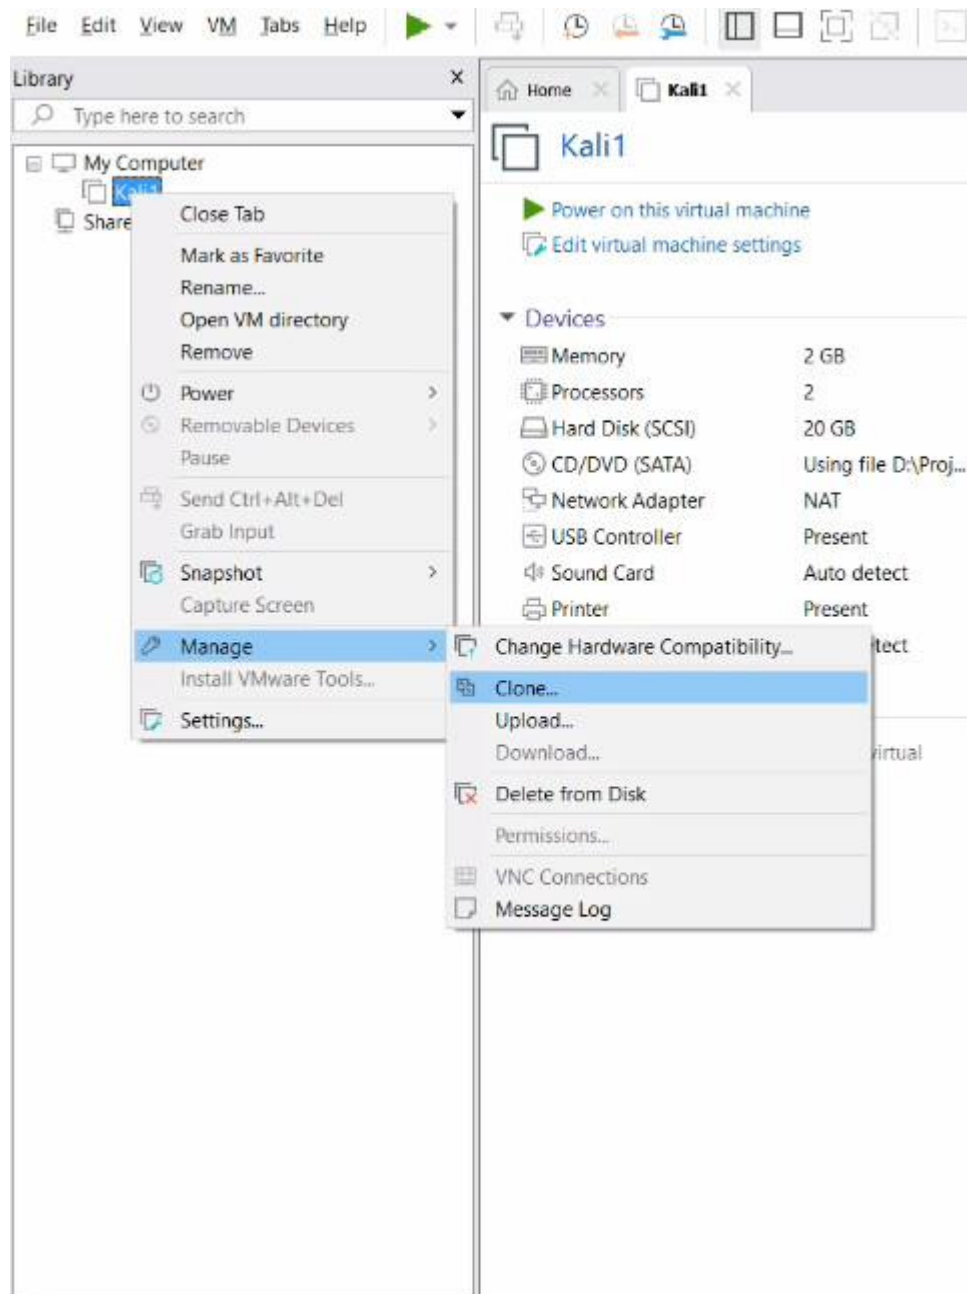 File Edit View VM Tabs Help
Library X
Type here to search
My Computer
Kali1
Share
Close Tab
Mark as Favorite
Rename...
Open VM directory
Remove
Power >
Removable Devices >
Pause
Send Ctrl+Alt+Del
Grab Input
Snapshot >
Capture Screen
Manage >
Install VMware Tools...
Settings...
Home
Kali1
Kali1
Power on this virtual machine
Edit virtual machine settings
Devices
Memory 2 GB
Processors 2
Hard Disk (SCSI) 20 GB
CD/DVD (SATA) Using file D:\Proj...
Network Adapter NAT
USB Controller Present
Sound Card Auto detect
Printer Present
Change Hardware Compatibility...
tect
Clone...
Upload...
Download...
virtual
Delete from Disk
Permissions...
VNC Connections
Message Log